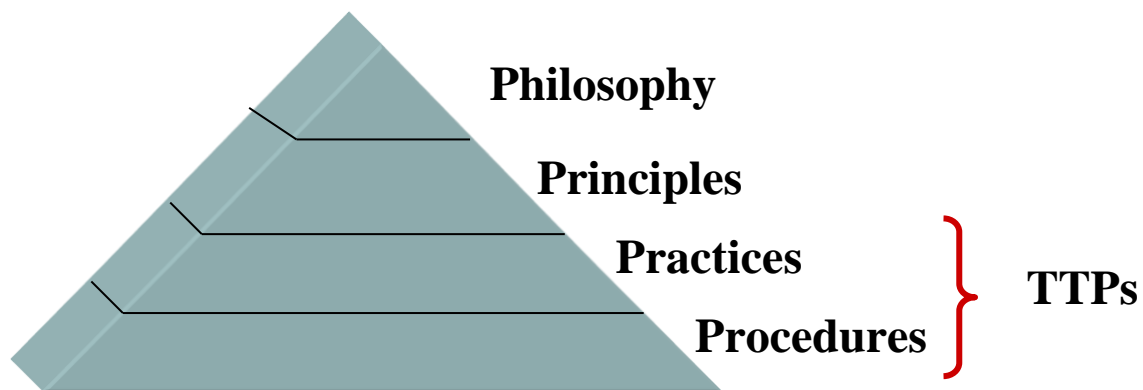 Philosophy
Principles
Practices
Procedures
TTPs